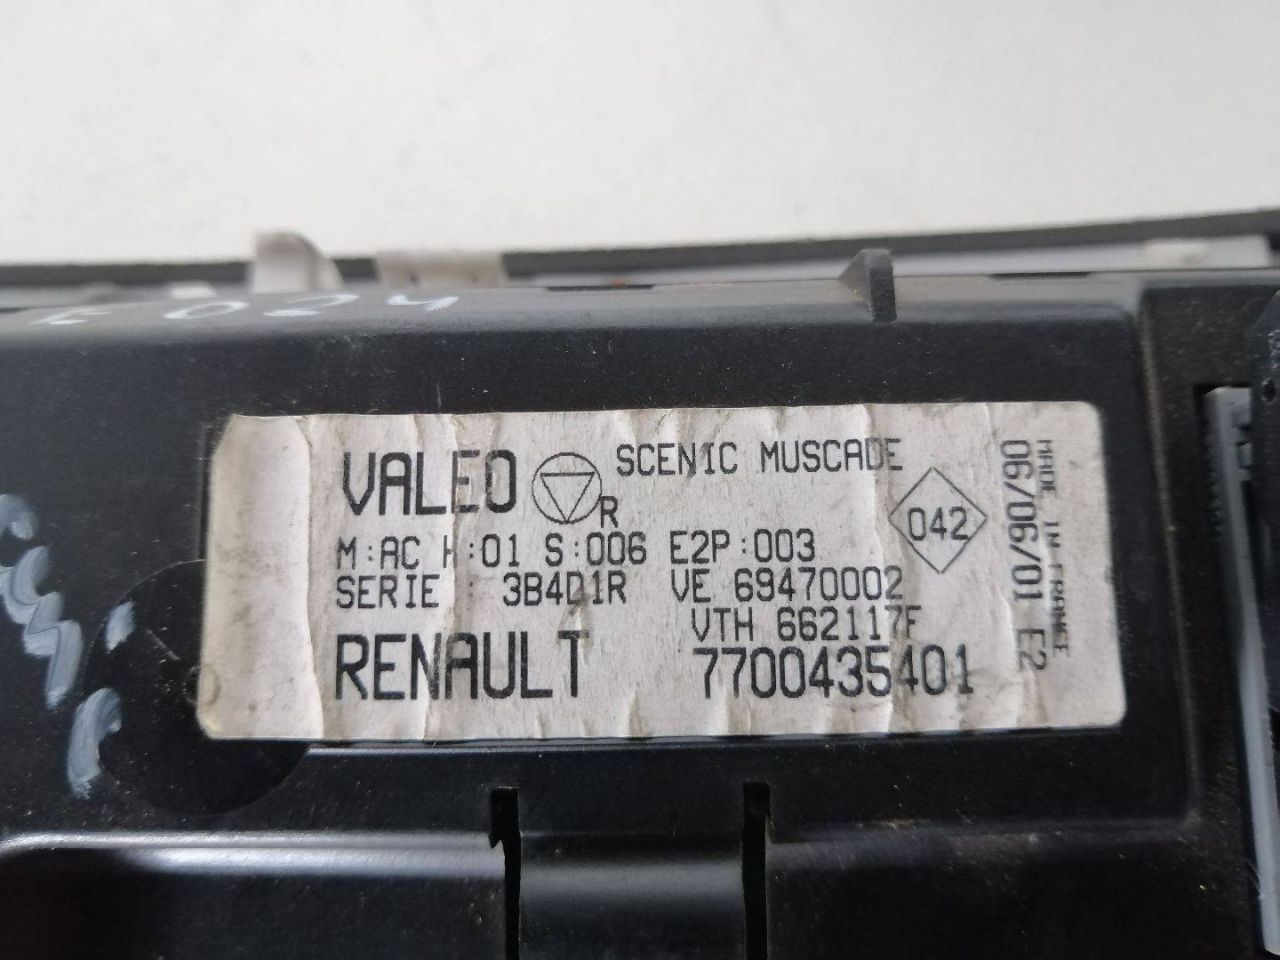 VALEO R SCENIC MUSCADE
M:AC H:01 S:006 E2P:003
042
SERIE : 3B4D1R VE 69470002
VTH 662117F
RENAULT 7700435401
MADE IN FRANCE
06/06/01 E2